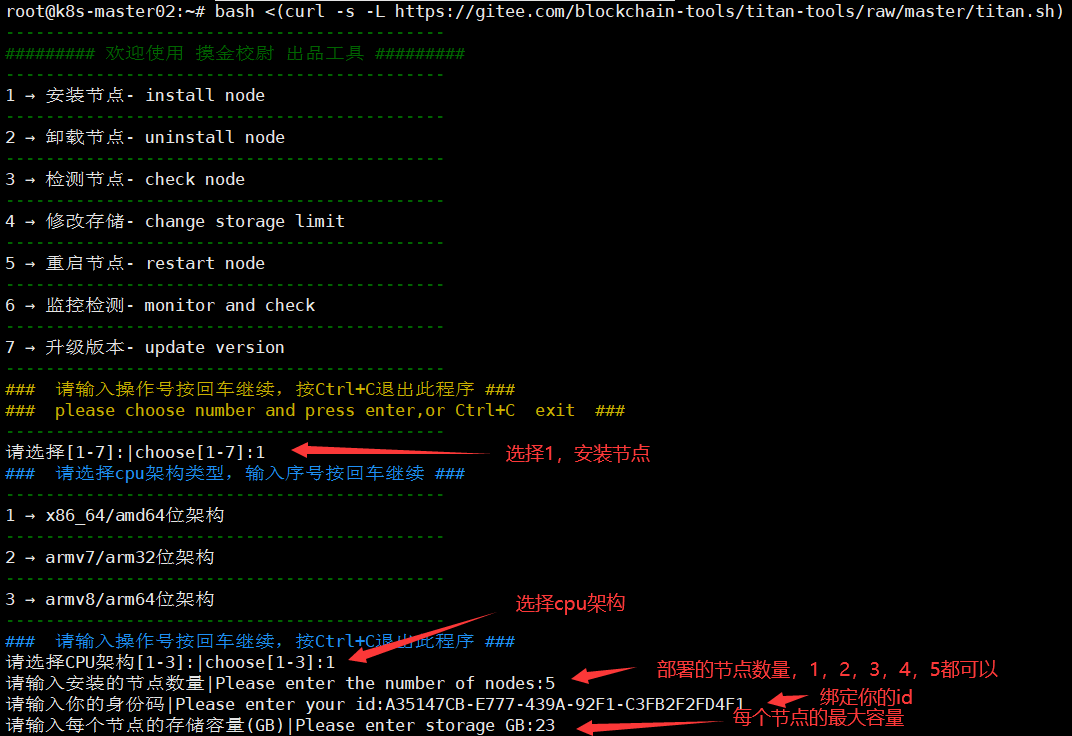 root@k8s-master02:~# bash <(curl -s -L https://gitee.com/blockchain-tools/titan-tools/raw/master/titan.sh)
--------------------------------------------
######### 欢迎使用 摸金校尉 出品工具 #########
--------------------------------------------
1 → 安装节点- install node
--------------------------------------------
2 → 卸载节点- uninstall node
--------------------------------------------
3 → 检测节点- check node
--------------------------------------------
4 → 修改存储- change storage limit
--------------------------------------------
5 → 重启节点- restart node
--------------------------------------------
6 → 监控检测- monitor and check
--------------------------------------------
7 → 升级版本- update version
--------------------------------------------
###  请输入操作号按回车继续，按Ctrl+C退出此程序 ###
###  please choose number and press enter,or Ctrl+C  exit  ###
--------------------------------------------
请选择[1-7]:|choose[1-7]:1
选择1，安装节点
###  请选择cpu架构类型，输入序号按回车继续 ###
--------------------------------------------
1 → x86_64/amd64位架构
--------------------------------------------
2 → armv7/arm32位架构
--------------------------------------------
3 → armv8/arm64位架构
选择cpu架构
--------------------------------------------
###  请输入操作号按回车继续，按Ctrl+C退出此程序 ###
请选择CPU架构[1-3]:|choose[1-3]:1
请输入安装的节点数量|Please enter the number of nodes:5
部署的节点数量，1，2，3，4，5都可以
请输入你的身份码|Please enter your id:A35147CB-E777-439A-92F1-C3FB2F2FD4F1
绑定你的id
请输入每个节点的存储容量(GB)|Please enter storage GB:23
每个节点的最大容量